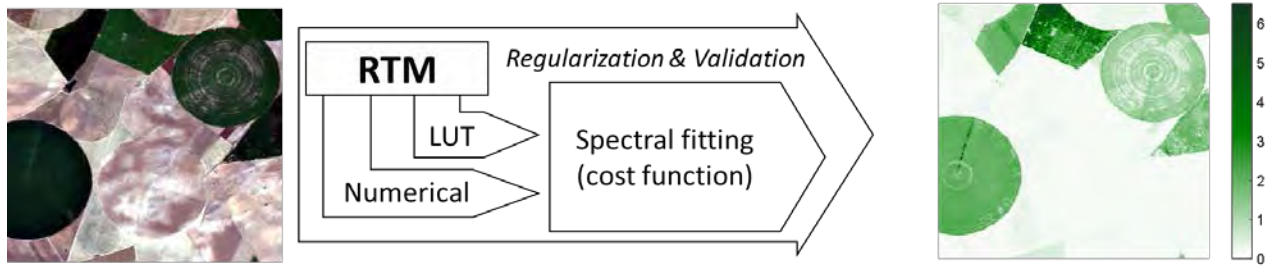 Regularization & Validation
RTM
LUT
Numerical
Spectral fitting
(cost function)
6
5
4
3
2
1
0